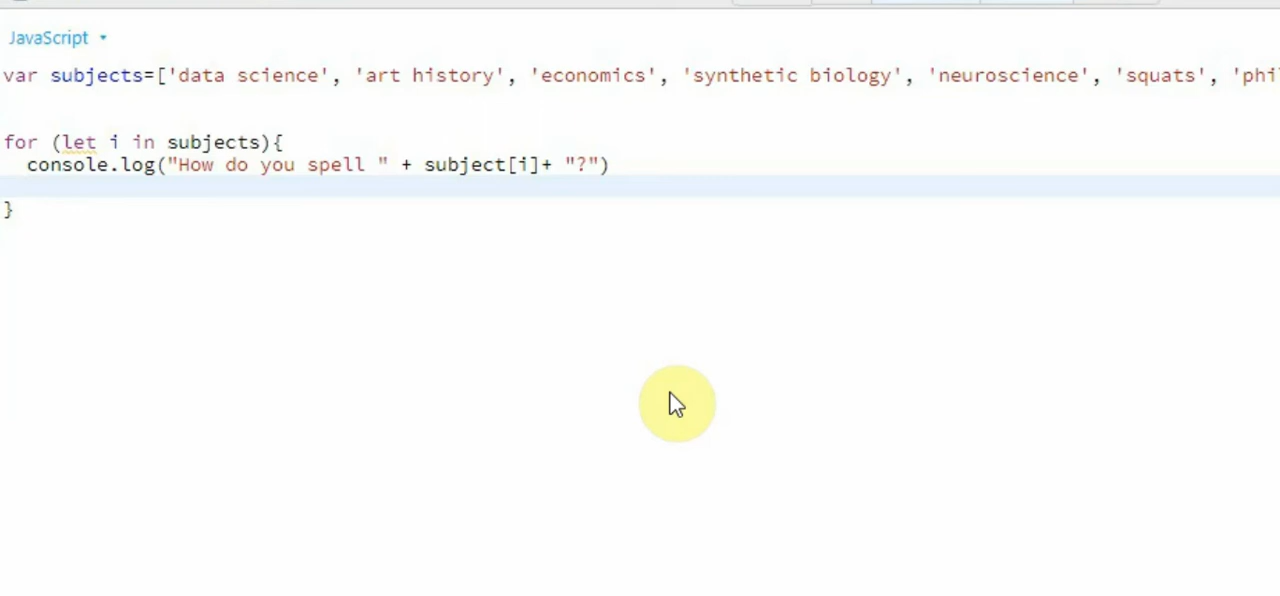 JavaScript
var subjects=['data science', 'art history', 'economics', 'synthetic biology', 'neuroscience', 'squats', 'phi
for (let i in subjects){
console.log("How do you spell " + subject[i]+ "?")
}